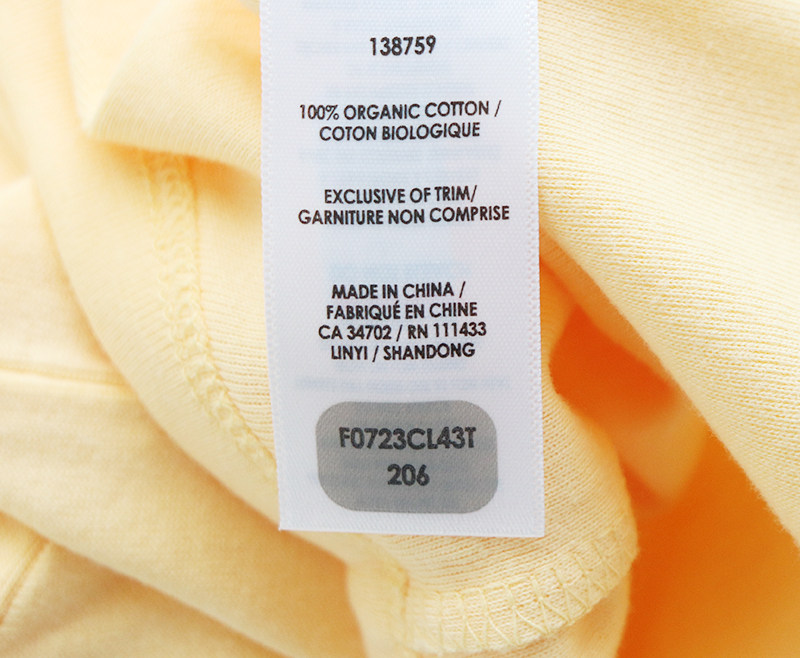 138759
100% ORGANIC COTTON /
COTON BIOLOGIQUE
EXCLUSIVE OF TRIM/
GARNITURE NON COMPRISE
MADE IN CHINA /
FABRIQUÉ EN CHINE
CA 34702 / RN 111433
LINYI / SHANDONG
F0723CL43T
206